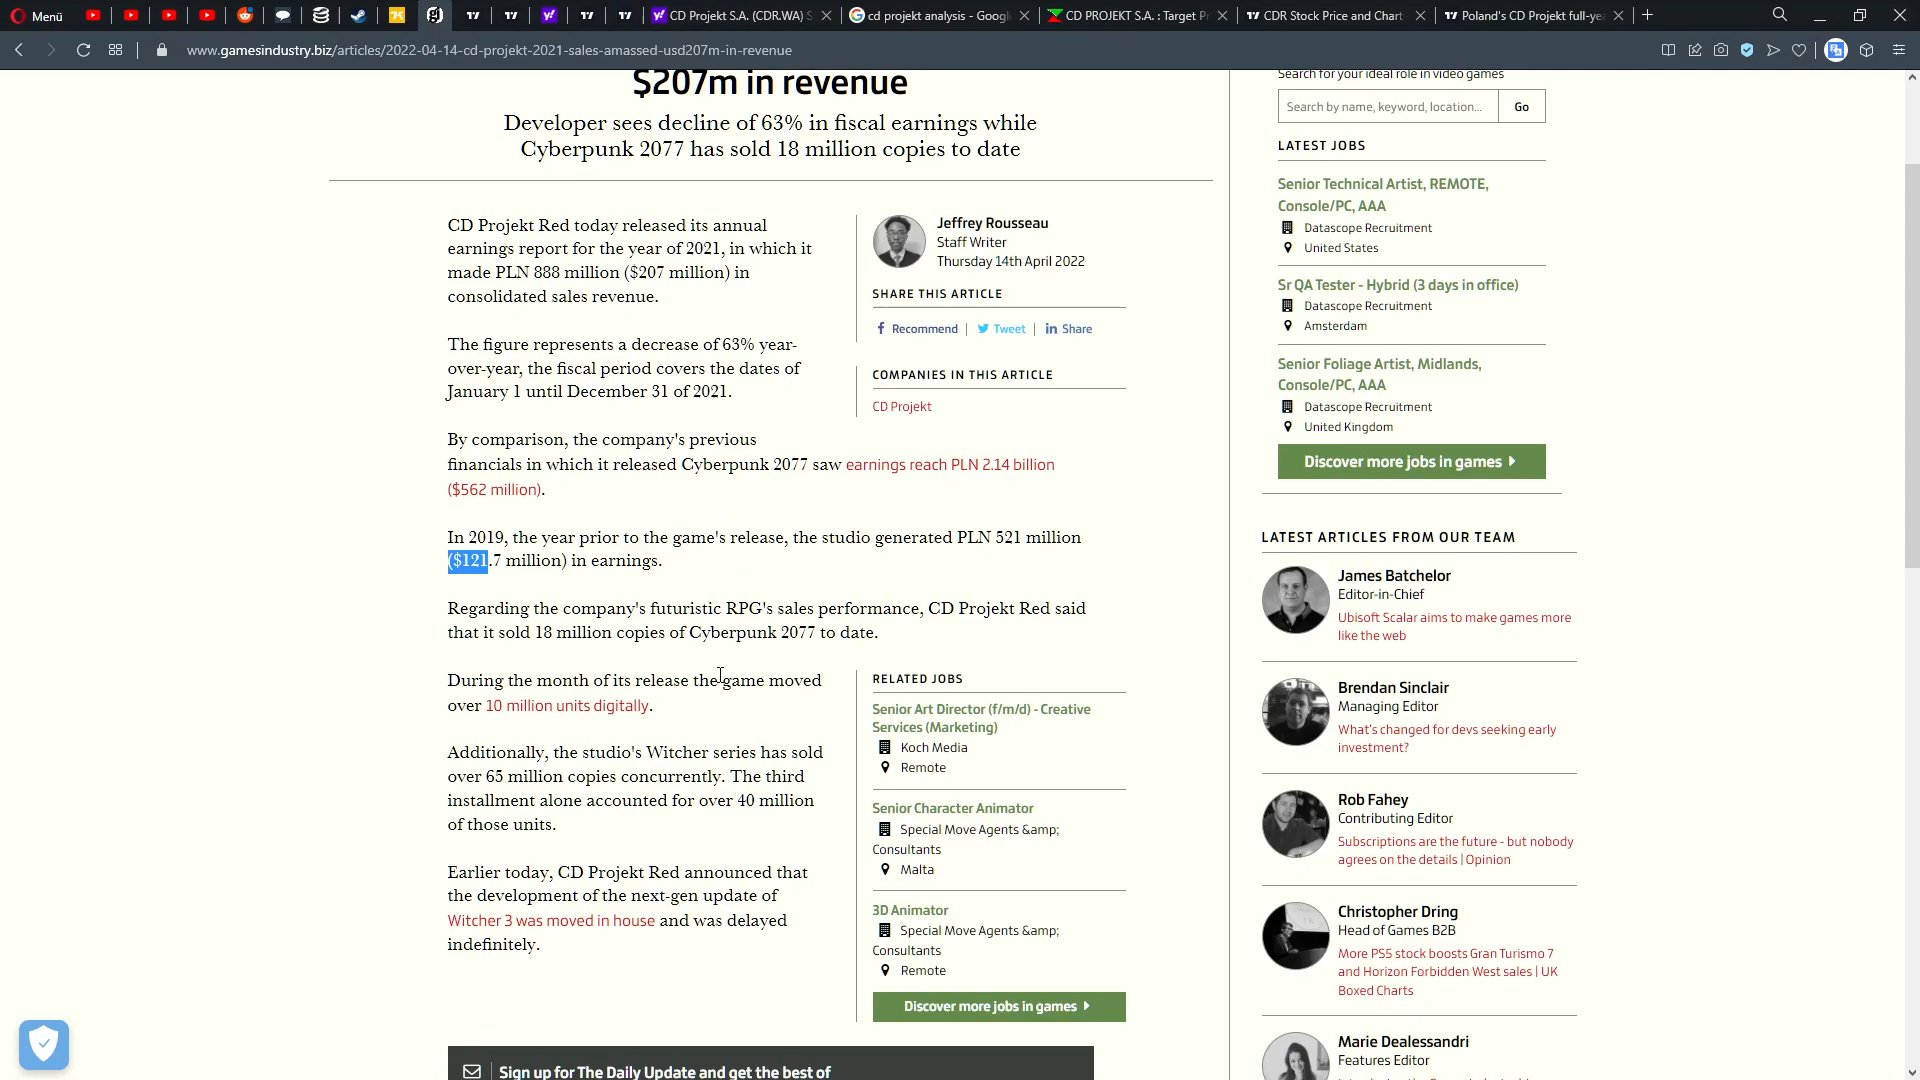 Menü
CD Projekt S.A. (CDR.WA) S
cd projekt analysis - Googl
CD PROJEKT S.A. : Target Pr
CDR Stock Price and Chart
Poland's CD Projekt full-yea
www.gamesindustry.biz/articles/2022-04-14-cd-projekt-2021-sales-amassed-usd207m-in-revenue
$207m in revenue
Developer sees decline of 63% in fiscal earnings while
Cyberpunk 2077 has sold 18 million copies to date
CD Projekt Red today released its annual
earnings report for the year of 2021, in which it
made PLN 888 million ($207 million) in
consolidated sales revenue.
The figure represents a decrease of 63% year-
over-year, the fiscal period covers the dates of
January 1 until December 31 of 2021.
By comparison, the company's previous
financials in which it released Cyberpunk 2077 saw earnings reach PLN 2.14 billion
($562 million).
In 2019, the year prior to the game's release, the studio generated PLN 521 million
($121.7 million) in earnings.
Regarding the company's futuristic RPG's sales performance, CD Projekt Red said
that it sold 18 million copies of Cyberpunk 2077 to date.
During the month of its release the game moved
over 10 million units digitally.
Additionally, the studio's Witcher series has sold
over 65 million copies concurrently. The third
installment alone accounted for over 40 million
of those units.
Earlier today, CD Projekt Red announced that
the development of the next-gen update of
Witcher 3 was moved in house and was delayed
indefinitely.
Jeffrey Rousseau
Staff Writer
Thursday 14th April 2022
SHARE THIS ARTICLE
Recommend | Tweet | Share
COMPANIES IN THIS ARTICLE
CD Projekt
RELATED JOBS
Senior Art Director (f/m/d) - Creative
Services (Marketing)
Koch Media
Remote
Senior Character Animator
Special Move Agents &amp;
Consultants
Malta
3D Animator
Special Move Agents &amp;
Consultants
Remote
Discover more jobs in games
Sign up for The Daily Update and get the best of
Search for your ideal role in video games
Search by name, keyword, location...
Go
LATEST JOBS
Senior Technical Artist, REMOTE,
Console/PC, AAA
Datascope Recruitment
United States
Sr QA Tester - Hybrid (3 days in office)
Datascope Recruitment
Amsterdam
Senior Foliage Artist, Midlands,
Console/PC, AAA
Datascope Recruitment
United Kingdom
Discover more jobs in games
LATEST ARTICLES FROM OUR TEAM
James Batchelor
Editor-in-Chief
Ubisoft Scalar aims to make games more
like the web
Brendan Sinclair
Managing Editor
What's changed for devs seeking early
investment?
Rob Fahey
Contributing Editor
Subscriptions are the future - but nobody
agrees on the details | Opinion
Christopher Dring
Head of Games B2B
More PS5 stock boosts Gran Turismo 7
and Horizon Forbidden West sales | UK
Boxed Charts
Marie Dealessandri
Features Editor